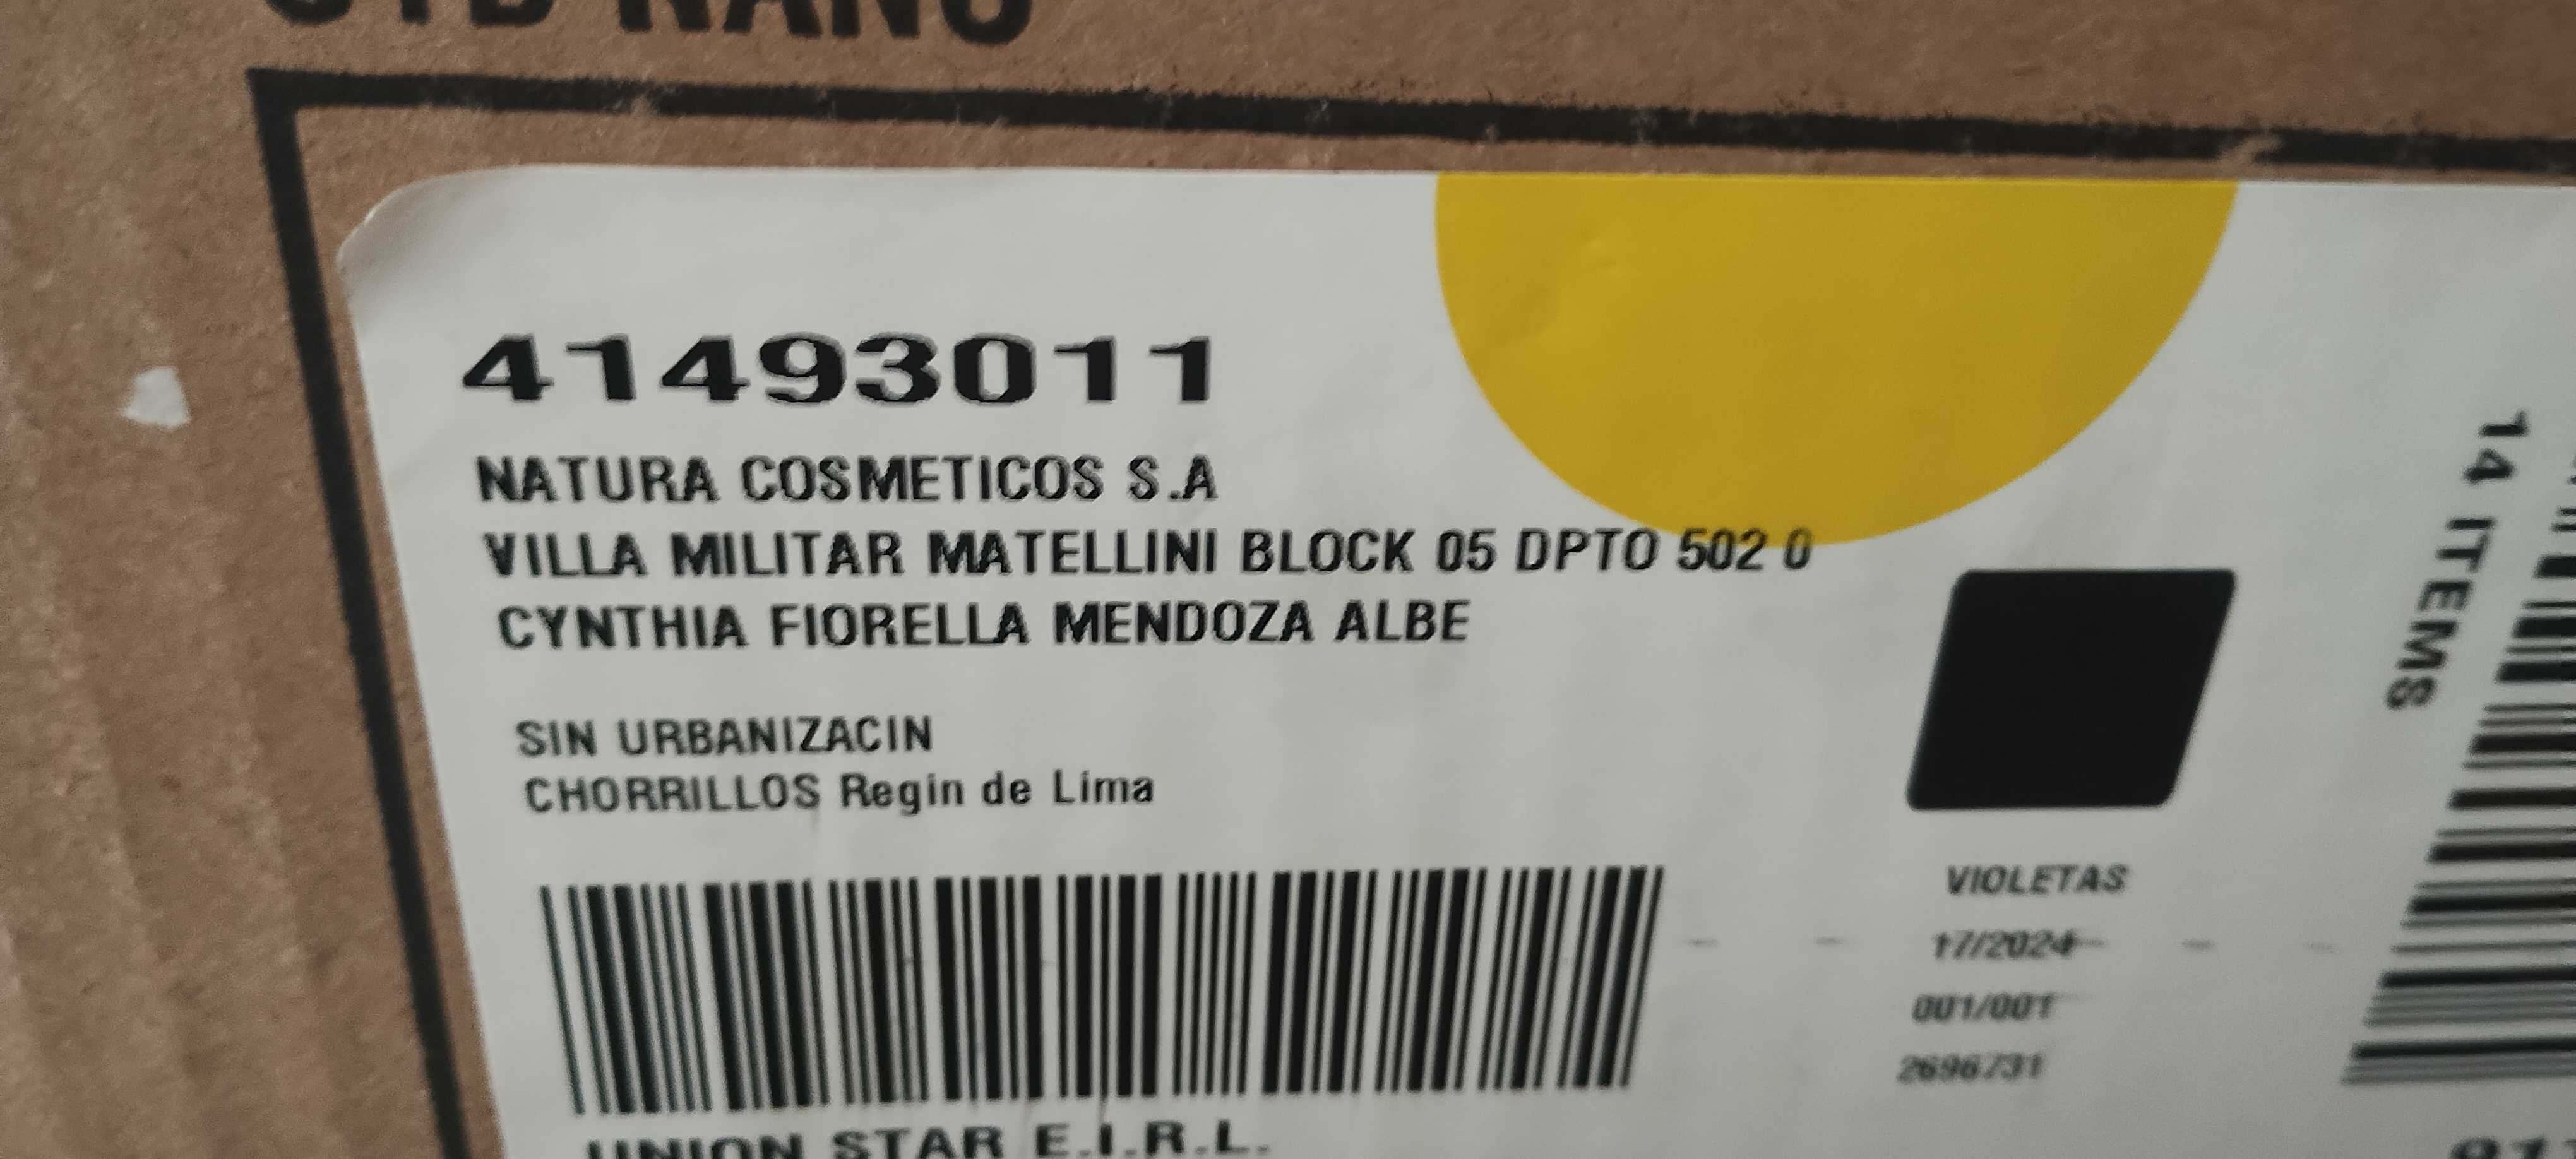 41493011
NATURA COSMETICOS S.A
VILLA MILITAR MATELLINI BLOCK 05 DPTO 502 0
CYNTHIA FIORELLA MENDOZA ALBE
SIN URBANIZACIN
CHORRILLOS Regin de Lima
UNION STAR E.I.R.L.
VIOLETAS
17/2024
001/001
2696731
14 ITEMS